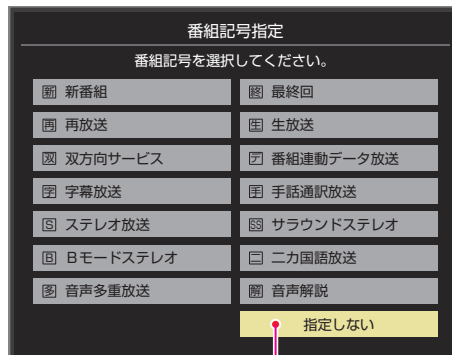 番組記号指定
番組記号を選択してください。
🈟 新番組
🈡 最終回
🈞 再放送
🈢 生放送
🈒 双方向サービス
🈓 番組連動データ放送
🈑 字幕放送
🈐 手話通訳放送
🅂 ステレオ放送
🅮 サラウンドステレオ
🄱 Bモードステレオ
🈔 二カ国語放送
🈕 音声多重放送
🈖 音声解説
指定しない